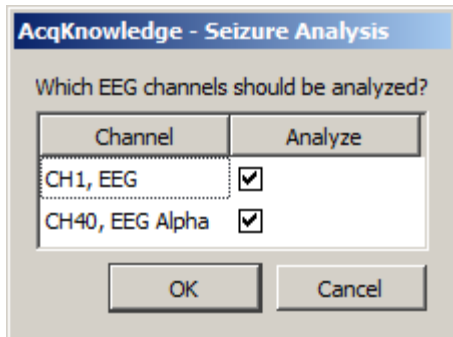 AcqKnowledge - Seizure Analysis
Which EEG channels should be analyzed?
Channel Analyze
CH1, EEG
CH40, EEG Alpha
OK Cancel